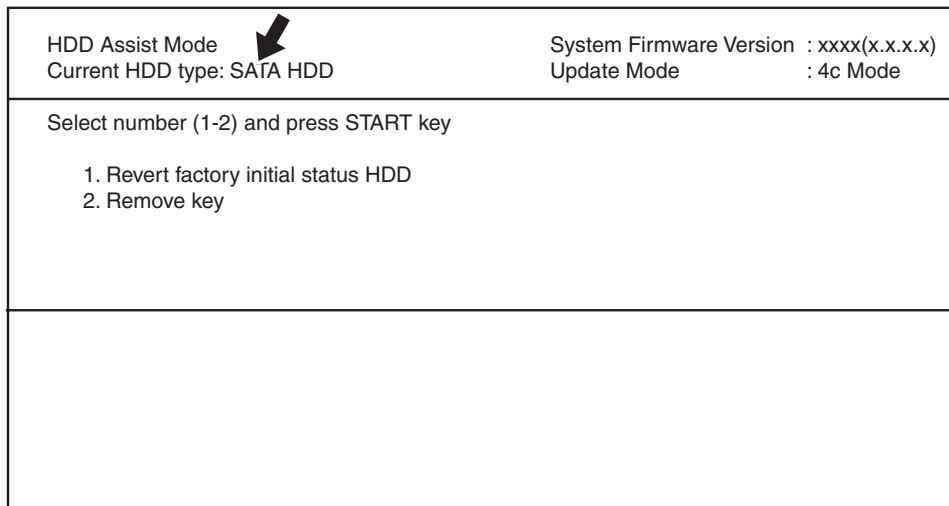 HDD Assist Mode
Current HDD type: SATA HDD
System Firmware Version : xxxx(x.x.x.x)
Update Mode : 4c Mode
Select number (1-2) and press START key
1. Revert factory initial status HDD
2. Remove key